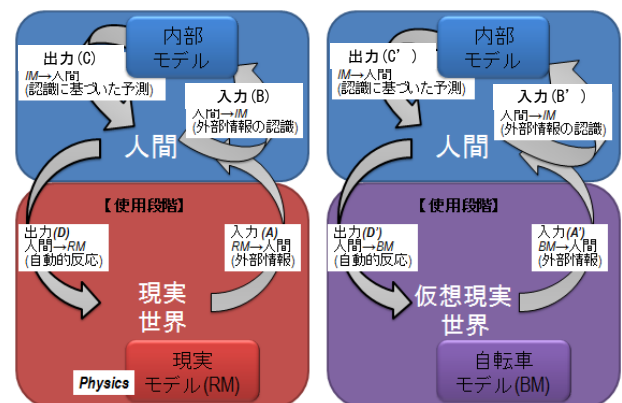 内部
モデル
出力(C)
IM→人間
(認識に基づいた予測)
入力(B)
人間→IM
(外部情報の認識)
人間
【使用段階】
出力(D)
人間→RM
(自動的反応)
入力(A)
RM→人間
(外部情報)
現実
世界
現実
モデル(RM)
Physics
内部
モデル
出力(C’)
IM→人間
(認識に基づいた予測)
入力(B’)
人間→IM
(外部情報の認識)
人間
【使用段階】
出力(D’)
人間→BM
(自動的反応)
入力(A’)
BM→人間
(外部情報)
仮想現実
世界
自転車
モデル(BM)